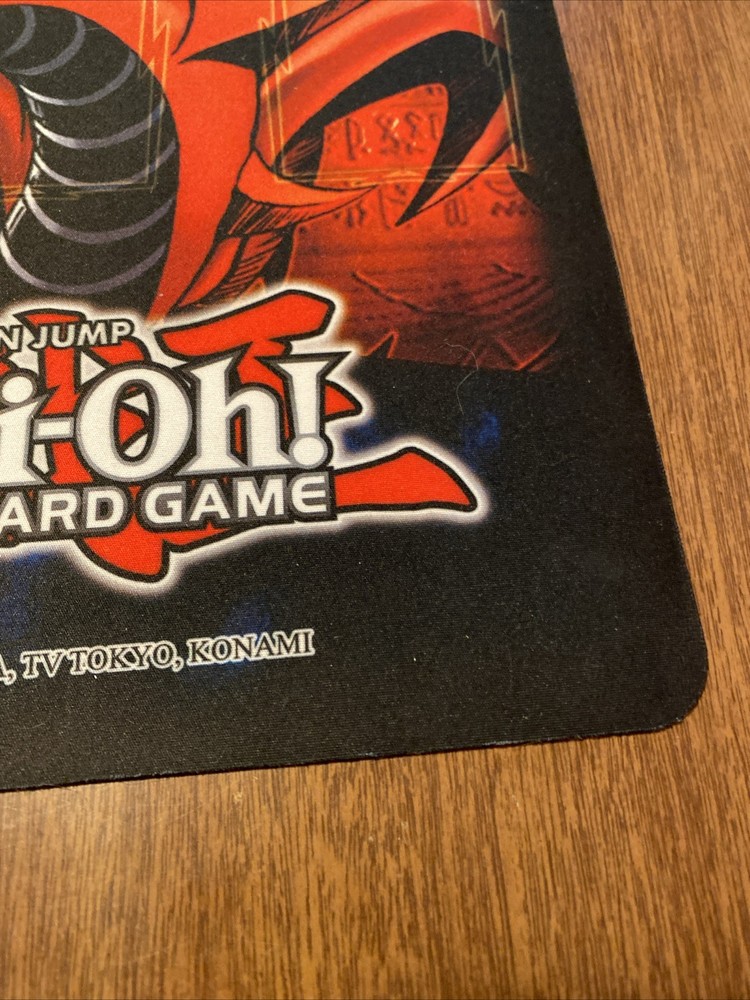 N JUMP
i-Oh!
ARD GAME
A, TV TOKYO, KONAMI